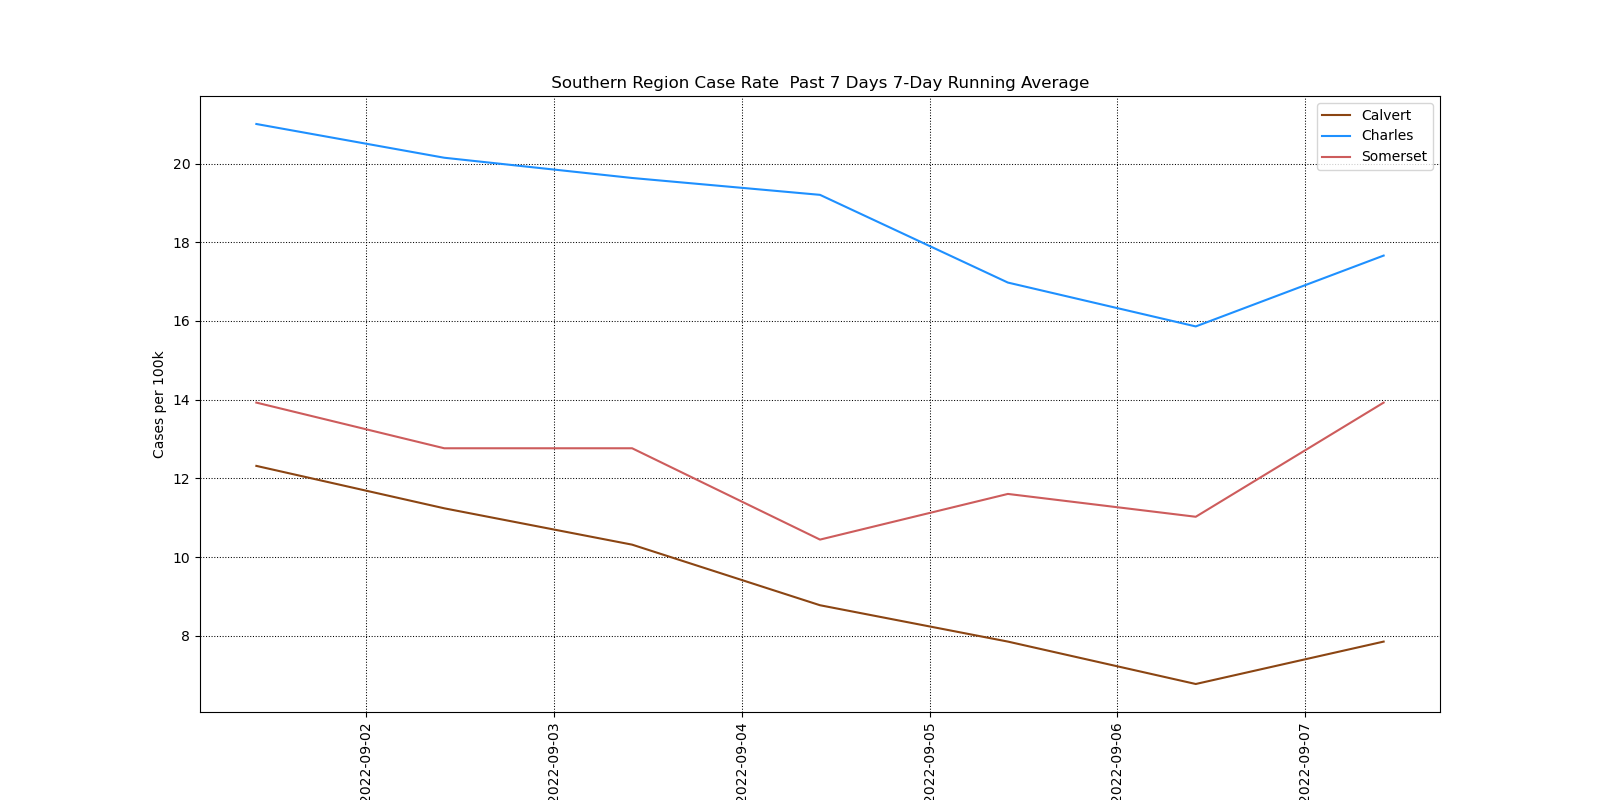 Southern Region Case Rate  Past 7 Days 7-Day Running Average
Calvert
Charles
Somerset
20
18
16
14
12
10
8
Cases per 100k
2022-09-02
2022-09-03
2022-09-04
2022-09-05
2022-09-06
2022-09-07